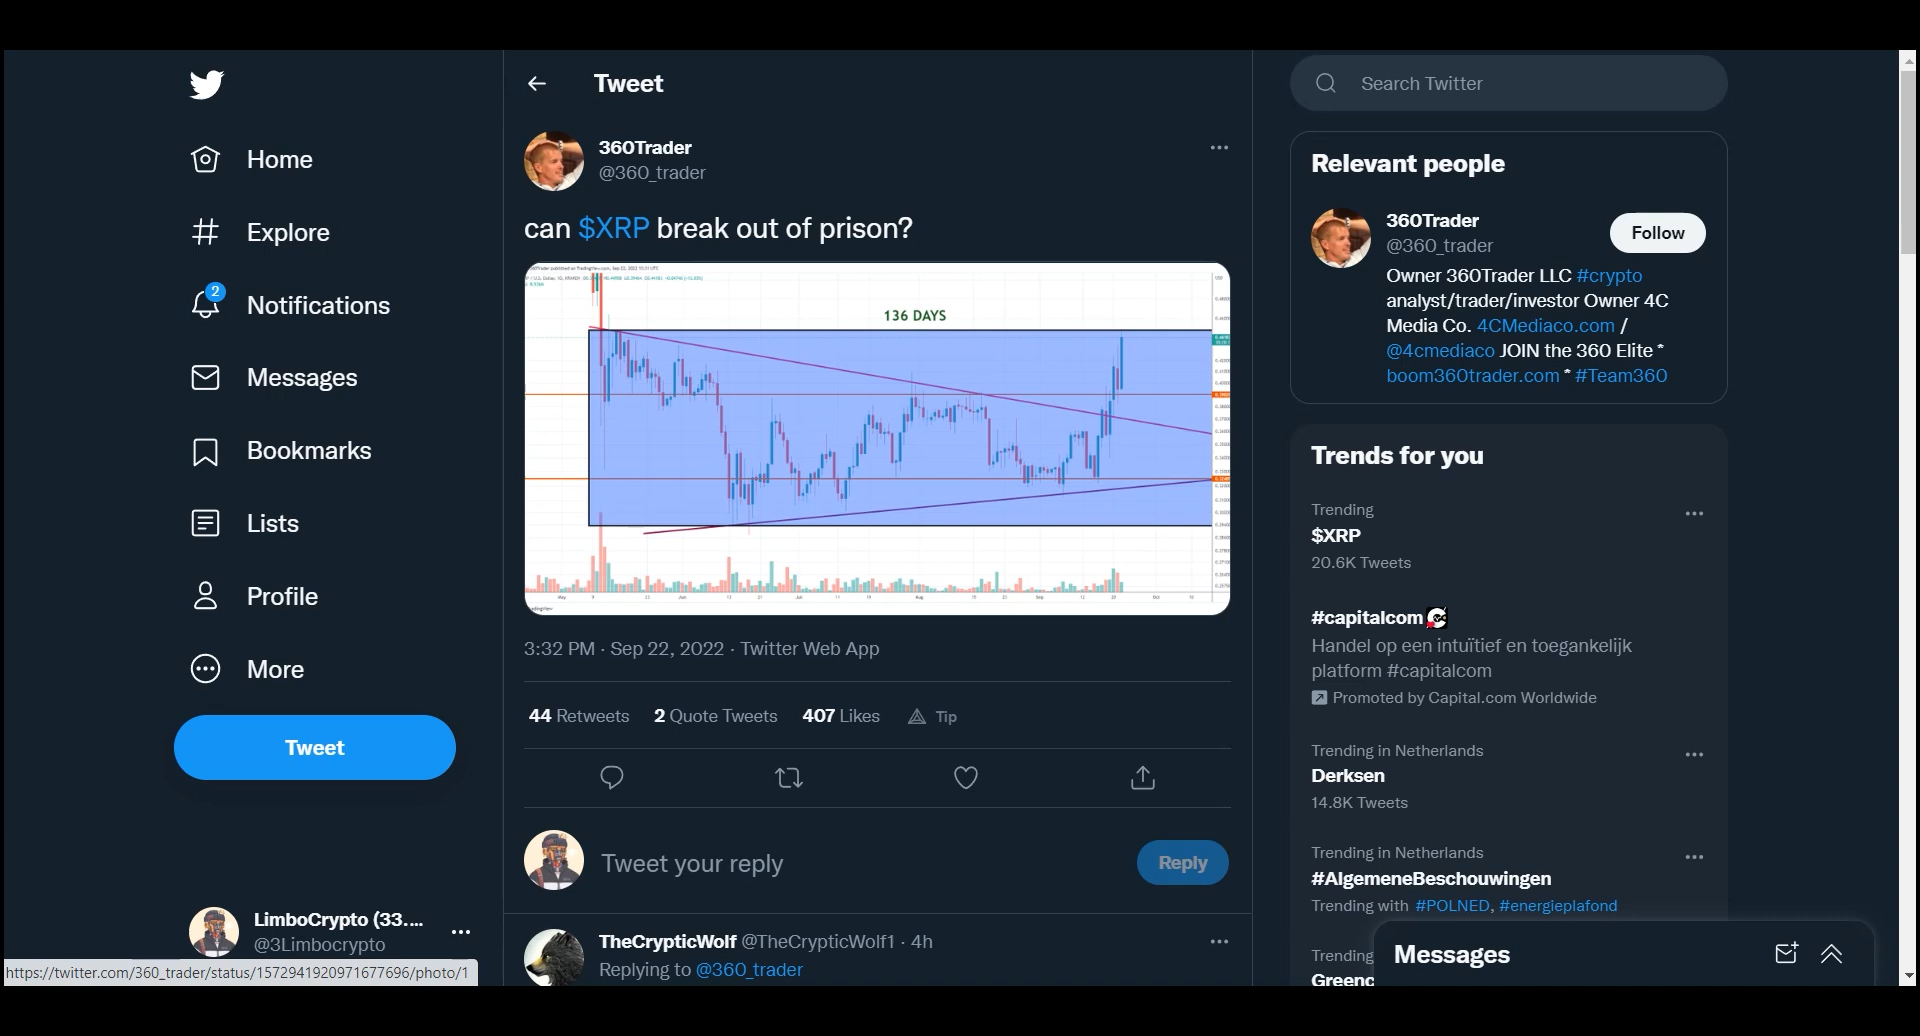 Home
Explore
2
Notifications
Messages
Bookmarks
Lists
Profile
More
Tweet
LimboCrypto (33....
@3Limbocrypto
https://twitter.com/360_trader/status/1572941920971677696/photo/1
Tweet
360Trader
@360_trader
can $XRP break out of prison?
136 DAYS
3:32 PM · Sep 22, 2022 · Twitter Web App
44 Retweets 2 Quote Tweets 407 Likes Tip
Tweet your reply
Reply
TheCrypticWolf @TheCrypticWolf1 · 4h
Replying to @360_trader
Search Twitter
Relevant people
360Trader
@360_trader
Follow
Owner 360Trader LLC #crypto
analyst/trader/investor Owner 4C
Media Co. 4CMediaco.com /
@4cmediaco JOIN the 360 Elite *
boom360trader.com * #Team360
Trends for you
Trending
$XRP
20.6K Tweets
#capitalcom
Handel op een intuïtief en toegankelijk
platform #capitalcom
Promoted by Capital.com Worldwide
Trending in Netherlands
Derksen
14.8K Tweets
Trending in Netherlands
#AlgemeneBeschouwingen
Trending with #POLNED, #energieplafond
Trending
Greenc
Messages